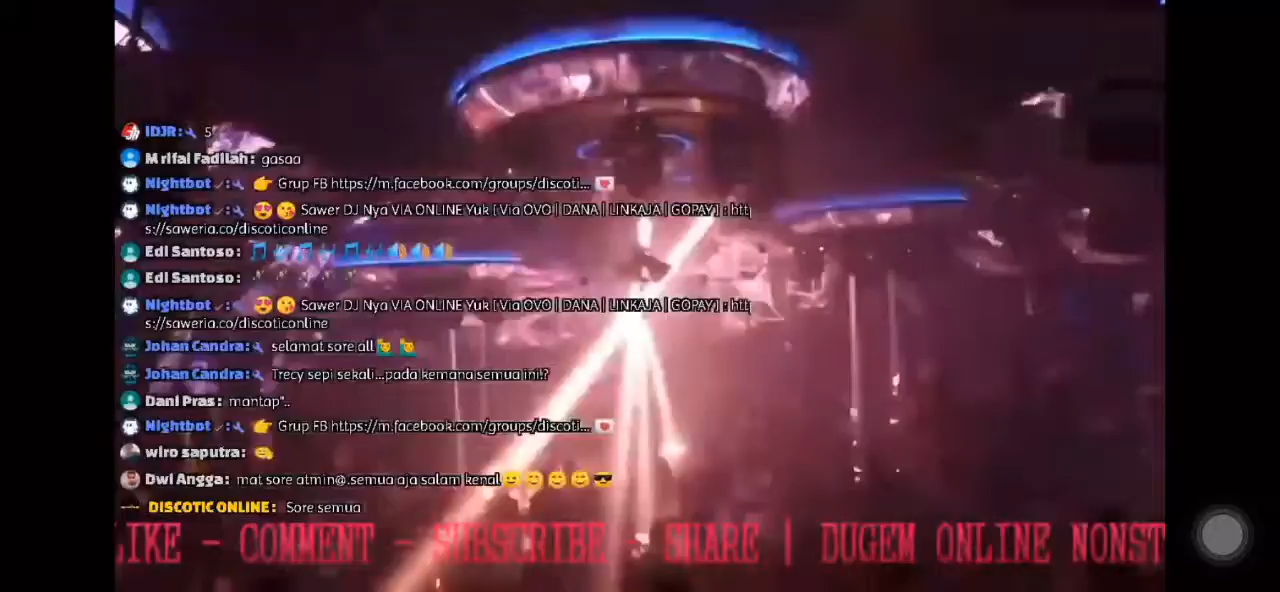 IDJR: 5
M rifal Fadilah: gasaa
Nightbot: 👉 Grup FB https://m.facebook.com/groups/discoti... 💌
Nightbot: 😍 😘 Sawer DJ Nya VIA ONLINE Yuk [ Via OVO | DANA | LINKAJA | GOPAY ] : htt
s://saweria.co/discoticonline
Edi Santoso:
Edi Santoso:
Nightbot: 😍 😘 Sawer DJ Nya VIA ONLINE Yuk [ Via OVO | DANA | LINKAJA | GOPAY ] : htt
s://saweria.co/discoticonline
Johan Candra: selamat sore all
Johan Candra: Trecy sepi sekali...pada kemana semua ini!?
Dani Pras: mantap"..
Nightbot: 👉 Grup FB https://m.facebook.com/groups/discoti... 💌
wiro saputra:
Dwi Angga: mat sore atmin@.semua aja salam kenal
DISCOTIC ONLINE: Sore semua
LIKE - COMMENT - SUBSCRIBE - SHARE | DUGEM ONLINE NONST